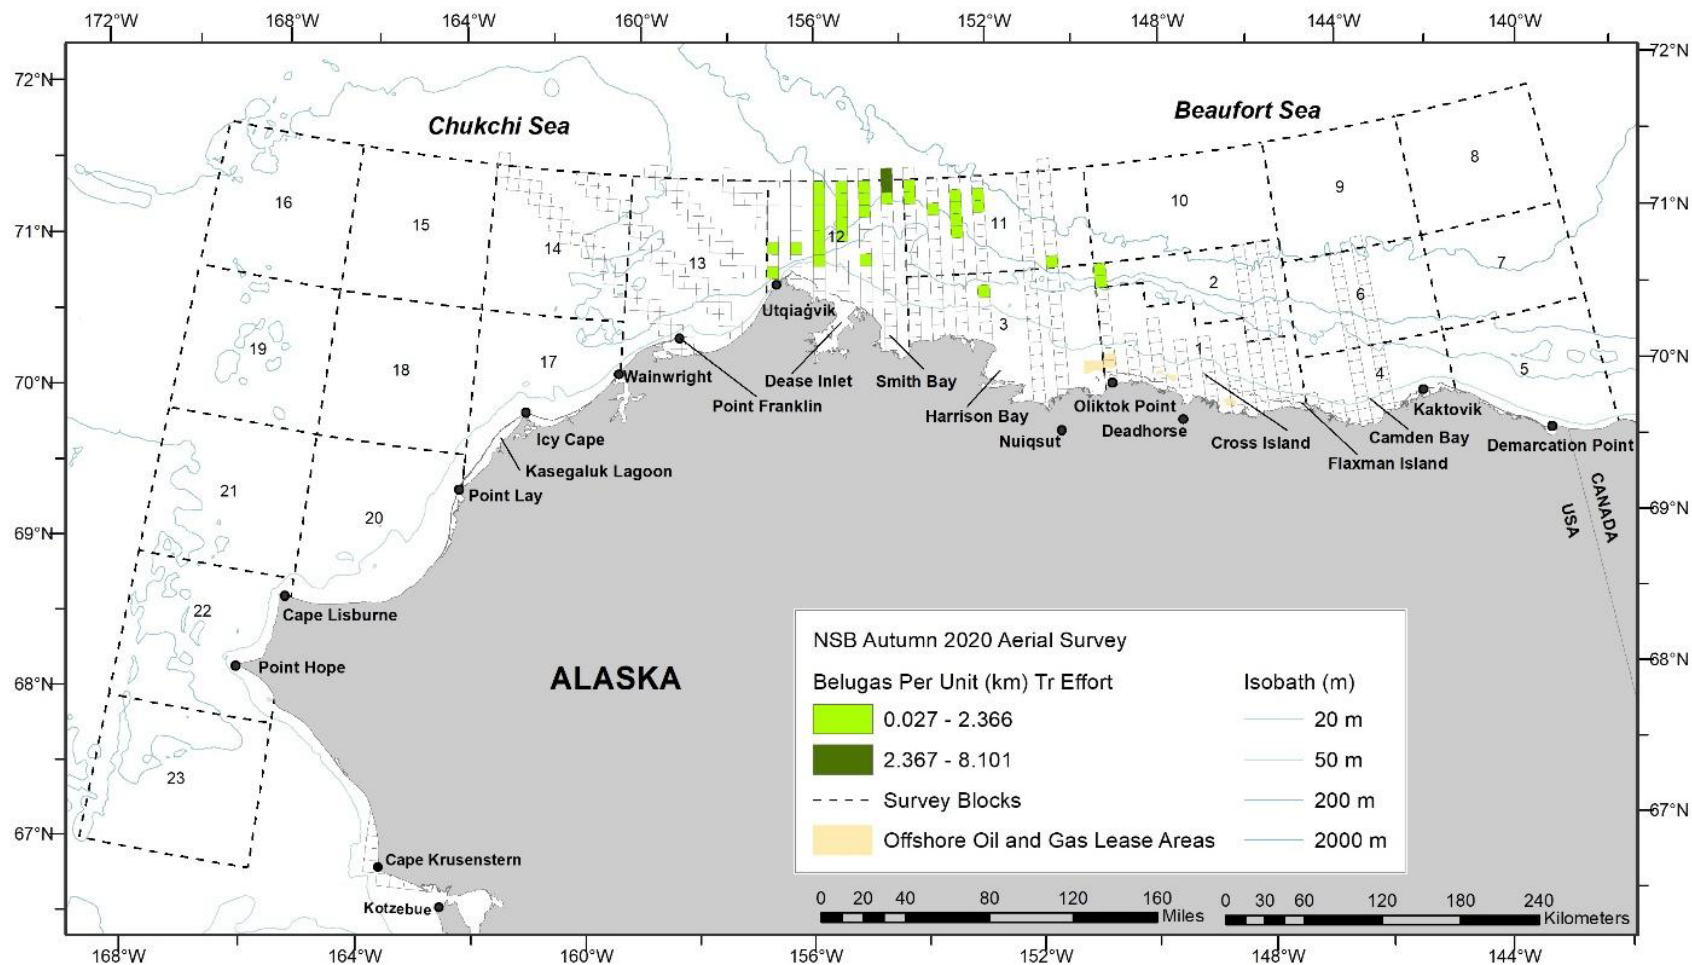 172°W 168°W 164°W 160°W 156°W 152°W 148°W 144°W 140°W
72°N 72°N
Chukchi Sea
Beaufort Sea
8
9
10
16
15
14
13
12
11
71°N 71°N
7
2
6
Utqiaġvik
3
1
19
18
17
Wainwright
Dease Inlet
Smith Bay
4
5
70°N 70°N
Point Franklin
Harrison Bay
Oliktok Point
Kaktovik
Icy Cape
Nuiqsut
Deadhorse
Cross Island
Camden Bay
Demarcation Point
Kasegaluk Lagoon
Flaxman Island
21
20
Point Lay
CANADA
USA
69°N 69°N
22
Cape Lisburne
Point Hope
68°N 68°N
ALASKA
23
67°N 67°N
Cape Krusenstern
Kotzebue
NSB Autumn 2020 Aerial Survey
Belugas Per Unit (km) Tr Effort
0.027 - 2.366
2.367 - 8.101
Survey Blocks
Offshore Oil and Gas Lease Areas
Isobath (m)
20 m
50 m
200 m
2000 m
0 20 40 80 120 160
Miles
0 30 60 120 180 240
Kilometers
168°W 164°W 160°W 156°W 152°W 148°W 144°W